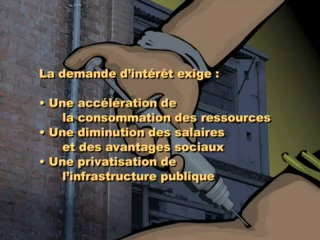 La demande d'intérêt exige :
• Une accélération de
la consommation des ressources
• Une diminution des salaires
et des avantages sociaux
• Une privatisation de
l'infrastructure publique